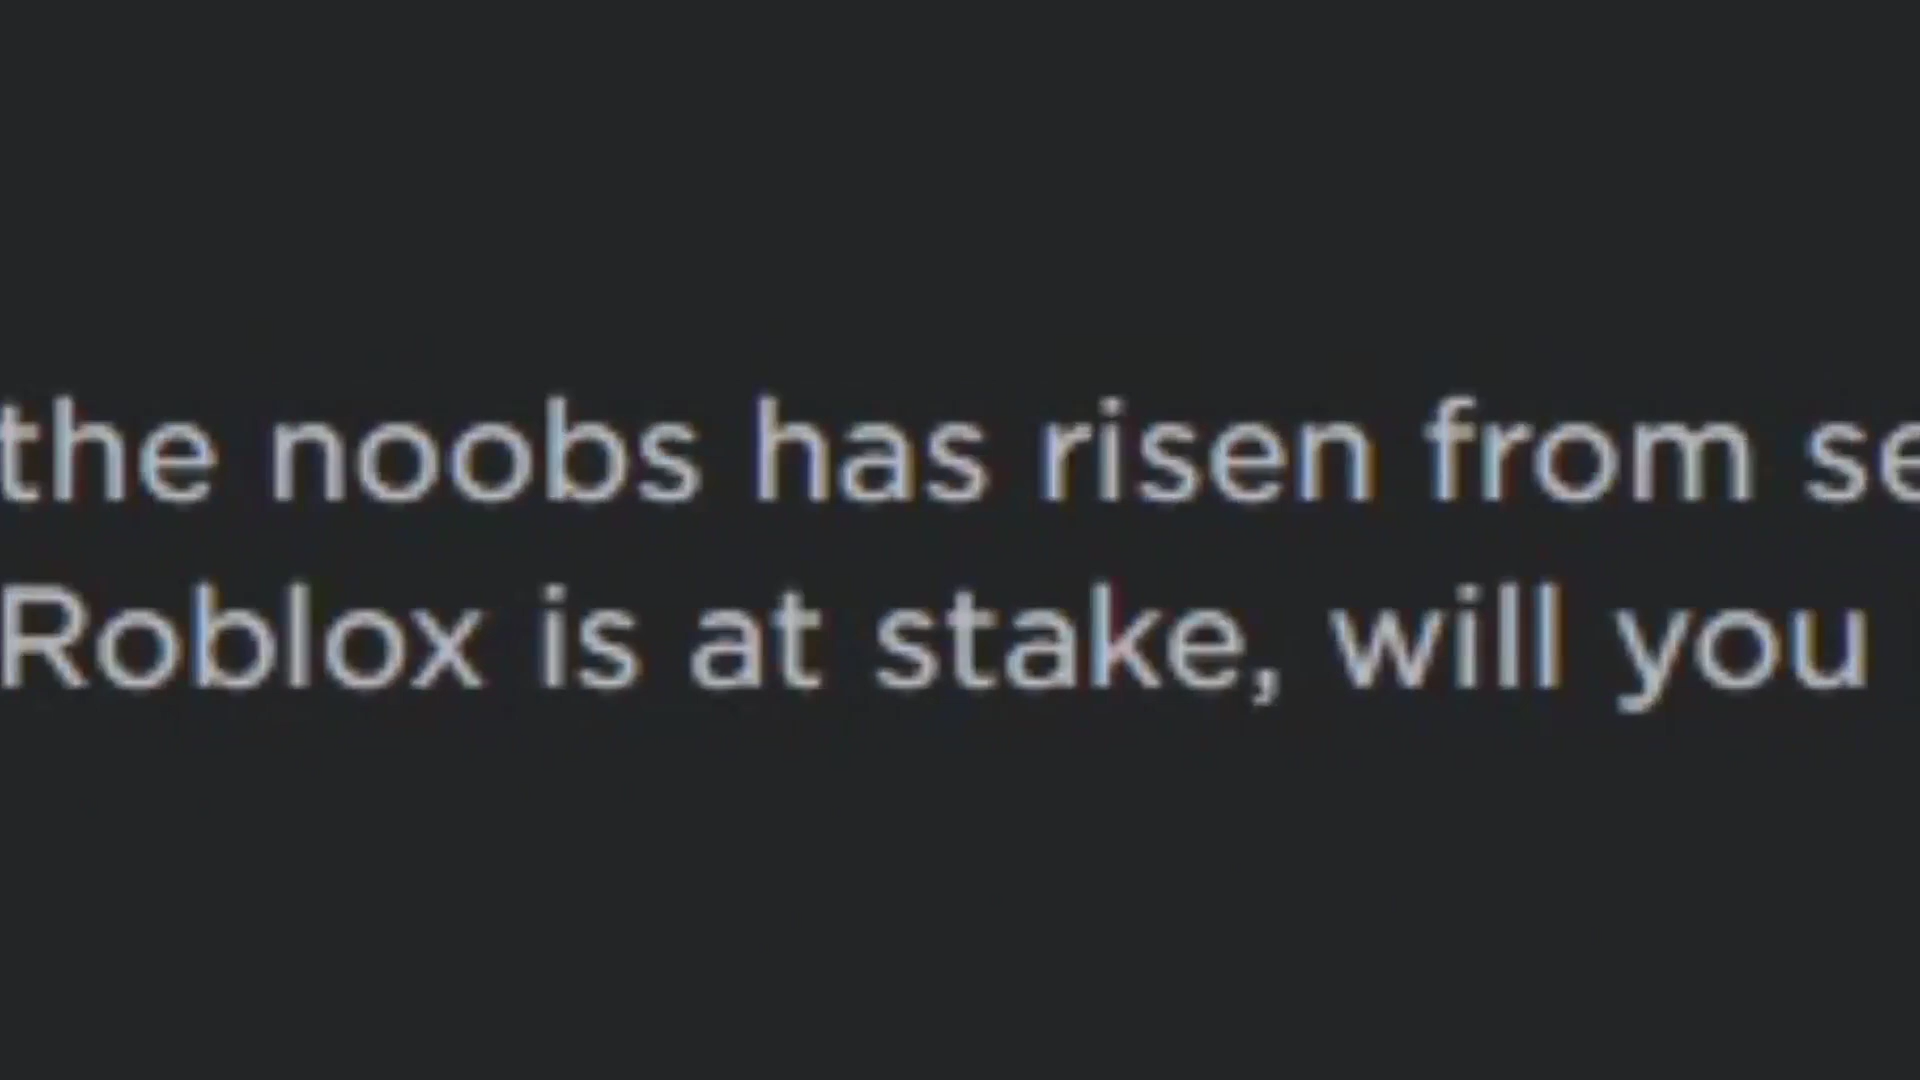 the noobs has risen from se
Roblox is at stake, will you